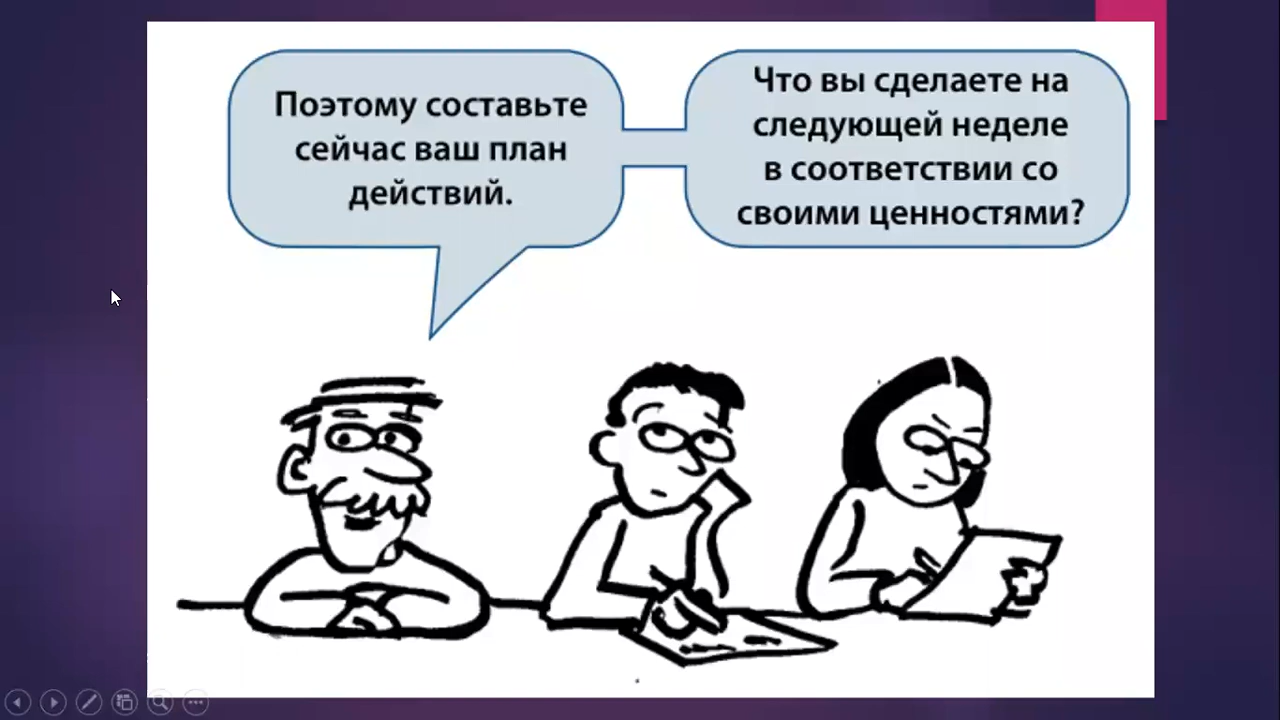 Поэтому составьте
сейчас ваш план
действий.
Что вы сделаете на
следующей неделе
в соответствии со
своими ценностями?